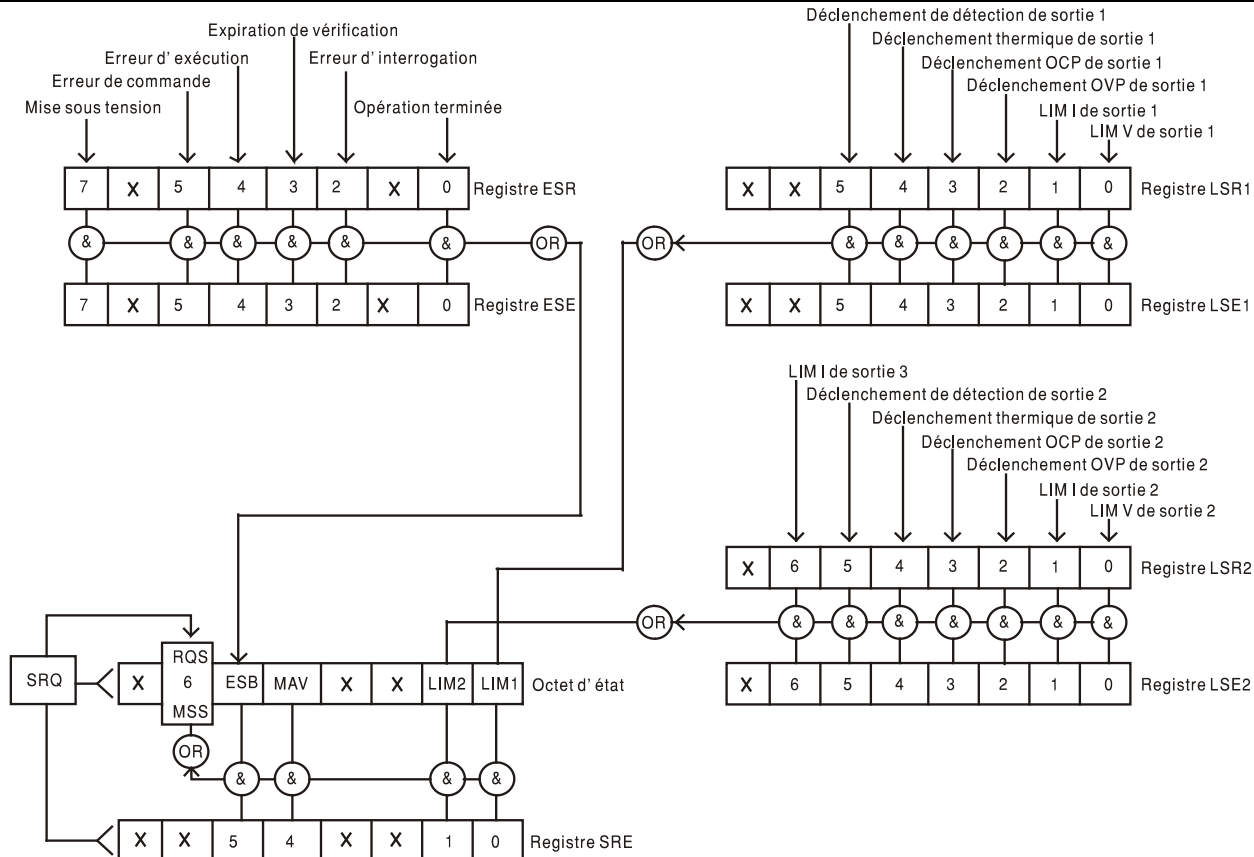 Expiration de vérification
Erreur d'exécution
Erreur d'interrogation
Erreur de commande
Mise sous tension
Opération terminée
7 X 5 4 3 2 X 0 Registre ESR
& & & & & & OR
7 X 5 4 3 2 X 0 Registre ESE
Déclenchement de détection de sortie 1
Déclenchement thermique de sortie 1
Déclenchement OCP de sortie 1
Déclenchement OVP de sortie 1
LIM I de sortie 1
LIM V de sortie 1
X X 5 4 3 2 1 0 Registre LSR1
OR & & & & & &
X X 5 4 3 2 1 0 Registre LSE1
LIM I de sortie 3
Déclenchement de détection de sortie 2
Déclenchement thermique de sortie 2
Déclenchement OCP de sortie 2
Déclenchement OVP de sortie 2
LIM I de sortie 2
LIM V de sortie 2
X 6 5 4 3 2 1 0 Registre LSR2
OR & & & & & & &
X 6 5 4 3 2 1 0 Registre LSE2
RQS
SRQ X 6 ESB MAV X X LIM2 LIM1 Octet d'état
MSS
OR
& & & &
X X 5 4 X X 1 0 Registre SRE